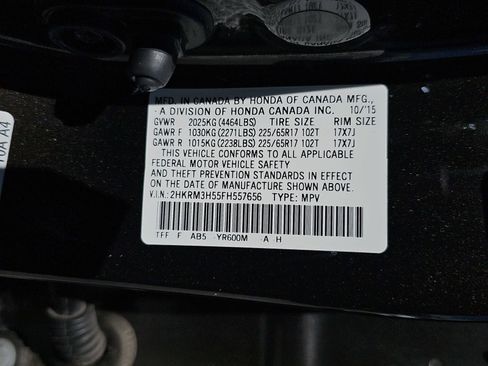 MFD. IN CANADA BY HONDA OF CANADA MFG.,
A DIVISION OF HONDA CANADA INC. 10/15
GVWR 2025KG(4464LBS) TIRE SIZE RIM SIZE
GAWR F 1030KG(2271LBS) 225/65R17 102T 17X7J
GAWR R 1015KG(2238LBS) 225/65R17 102T 17X7J
THIS VEHICLE CONFORMS TO ALL APPLICABLE
FEDERAL MOTOR VEHICLE SAFETY
AND THEFT PREVENTION STANDARDS IN EFFECT
ON THE DATE OF MANUFACTURE SHOWN ABOVE.
V.I.N.: 2HKRM3H55FH557656 TYPE: MPV
TFF F AB5 YR600M A H
10A A4